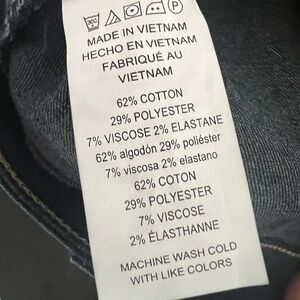 MADE IN VIETNAM
HECHO EN VIETNAM
FABRIQUÉ AU
VIETNAM
62% COTTON
29% POLYESTER
7% VISCOSE 2% ELASTANE
62% algodón 29% poliéster
7% viscosa 2% elastano
62% COTON
29% POLYESTER
7% VISCOSE
2% ÉLASTHANNE
MACHINE WASH COLD
WITH LIKE COLORS